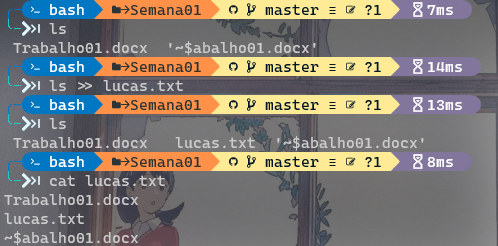 bash Semana01 master ≡ ?1 7ms
ls
Trabalho01.docx '~$abalho01.docx'
bash Semana01 master ≡ ?1 14ms
ls >> lucas.txt
bash Semana01 master ≡ ?1 13ms
ls
Trabalho01.docx lucas.txt '~$abalho01.docx'
bash Semana01 master ≡ ?1 8ms
cat lucas.txt
Trabalho01.docx
lucas.txt
~$abalho01.docx